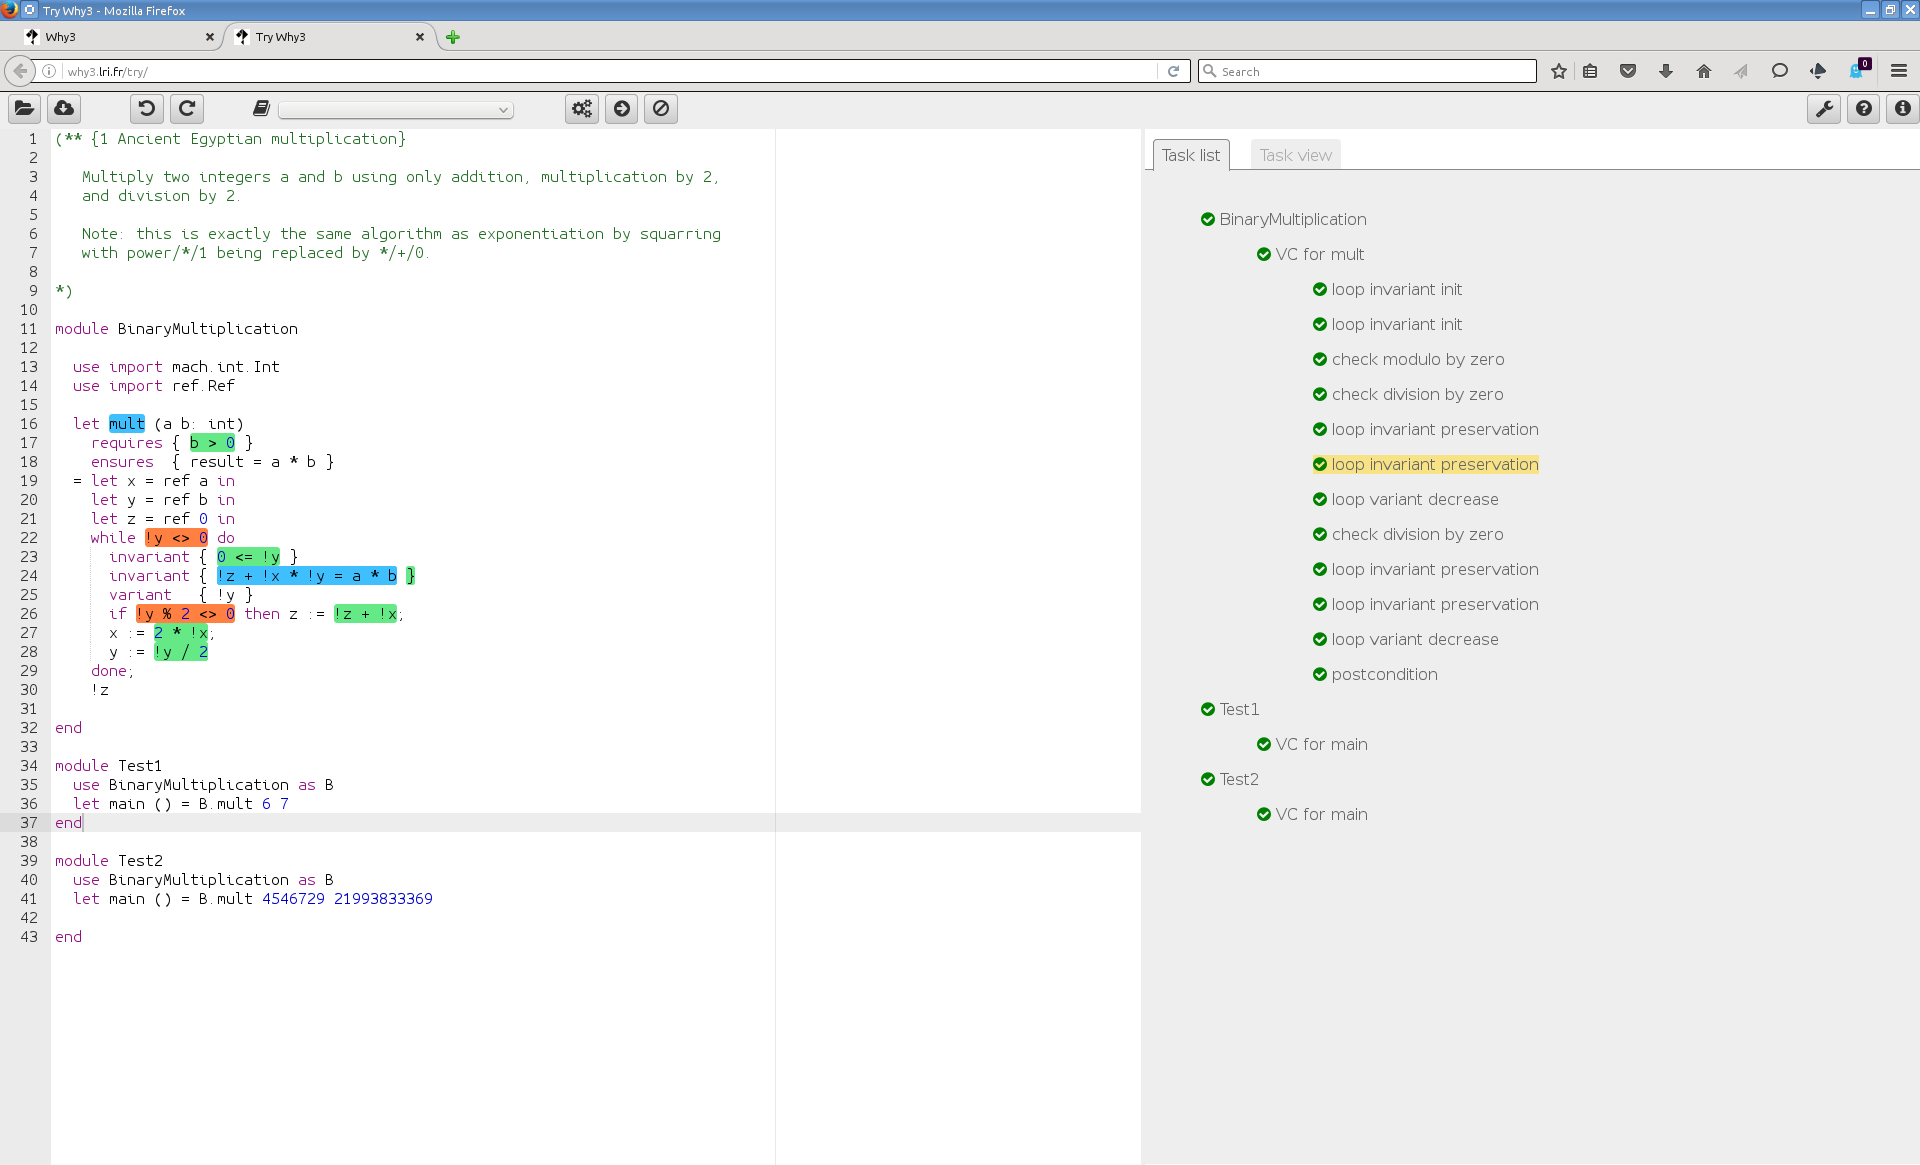 Try Why3 - Mozilla Firefox
Why3
Try Why3
why3.lri.fr/try/
Search
0
1 (** {1 Ancient Egyptian multiplication}
2
3 Multiply two integers a and b using only addition, multiplication by 2,
4 and division by 2.
5
6 Note: this is exactly the same algorithm as exponentiation by squarring
7 with power/*/1 being replaced by */+/0.
8
9 *)
10
11 module BinaryMultiplication
12
13 use import mach.int.Int
14 use import ref.Ref
15
16 let mult (a b: int)
17 requires { b > 0 }
18 ensures { result = a * b }
19 = let x = ref a in
20 let y = ref b in
21 let z = ref 0 in
22 while !y <> 0 do
23 invariant { 0 <= !y }
24 invariant { !z + !x * !y = a * b }
25 variant { !y }
26 if !y % 2 <> 0 then z := !z + !x;
27 x := 2 * !x;
28 y := !y / 2
29 done;
30 !z
31
32 end
33
34 module Test1
35 use BinaryMultiplication as B
36 let main () = B.mult 6 7
37 end
38
39 module Test2
40 use BinaryMultiplication as B
41 let main () = B.mult 4546729 21993833369
42
43 end
Task list
Task view
BinaryMultiplication
VC for mult
loop invariant init
loop invariant init
check modulo by zero
check division by zero
loop invariant preservation
loop invariant preservation
loop variant decrease
check division by zero
loop invariant preservation
loop invariant preservation
loop variant decrease
postcondition
Test1
VC for main
Test2
VC for main